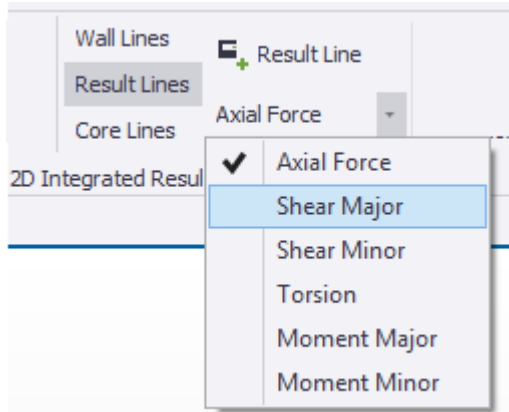 Wall Lines
Result Line
Result Lines
Axial Force
Core Lines
2D Integrated Resul
Axial Force
Shear Major
Shear Minor
Torsion
Moment Major
Moment Minor